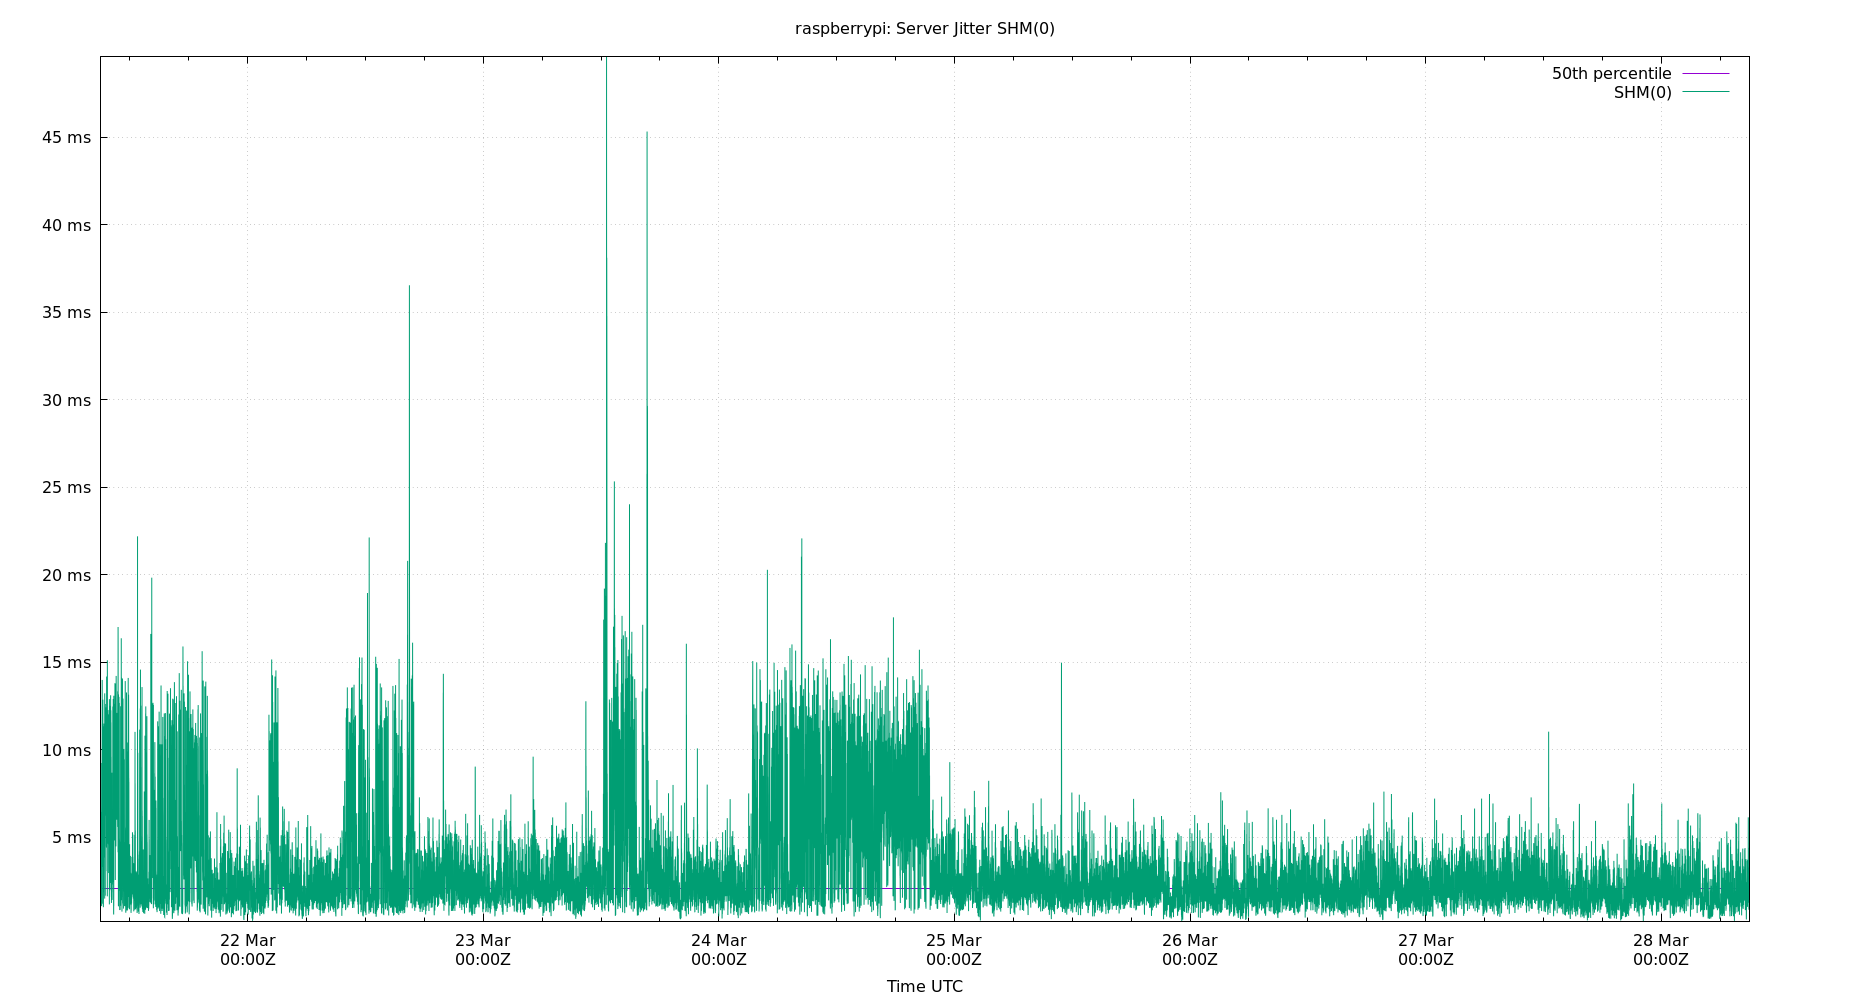 raspberrypi: Server Jitter SHM(0)
50th percentile
SHM(0)
45 ms
40 ms
35 ms
30 ms
25 ms
20 ms
15 ms
10 ms
5 ms
22 Mar 23 Mar 24 Mar 25 Mar 26 Mar 27 Mar 28 Mar
00:00Z 00:00Z 00:00Z 00:00Z 00:00Z 00:00Z 00:00Z
Time UTC